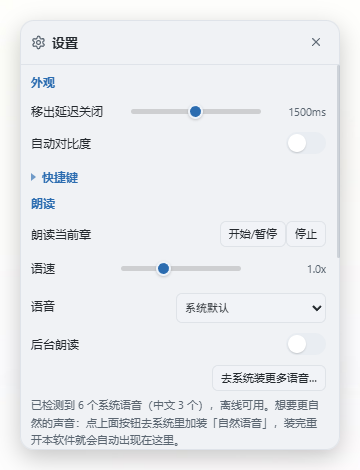 设置
外观
移出延迟关闭 1500ms
自动对比度
快捷键
朗读
朗读当前章 开始/暂停 停止
语速 1.0x
语音 系统默认
后台朗读
去系统装更多语音...
已检测到 6 个系统语音（中文 3 个），离线可用。想要更自
然的声音：点上面按钮去系统里加装「自然语音」，装完重
开本软件就会自动出现在这里。